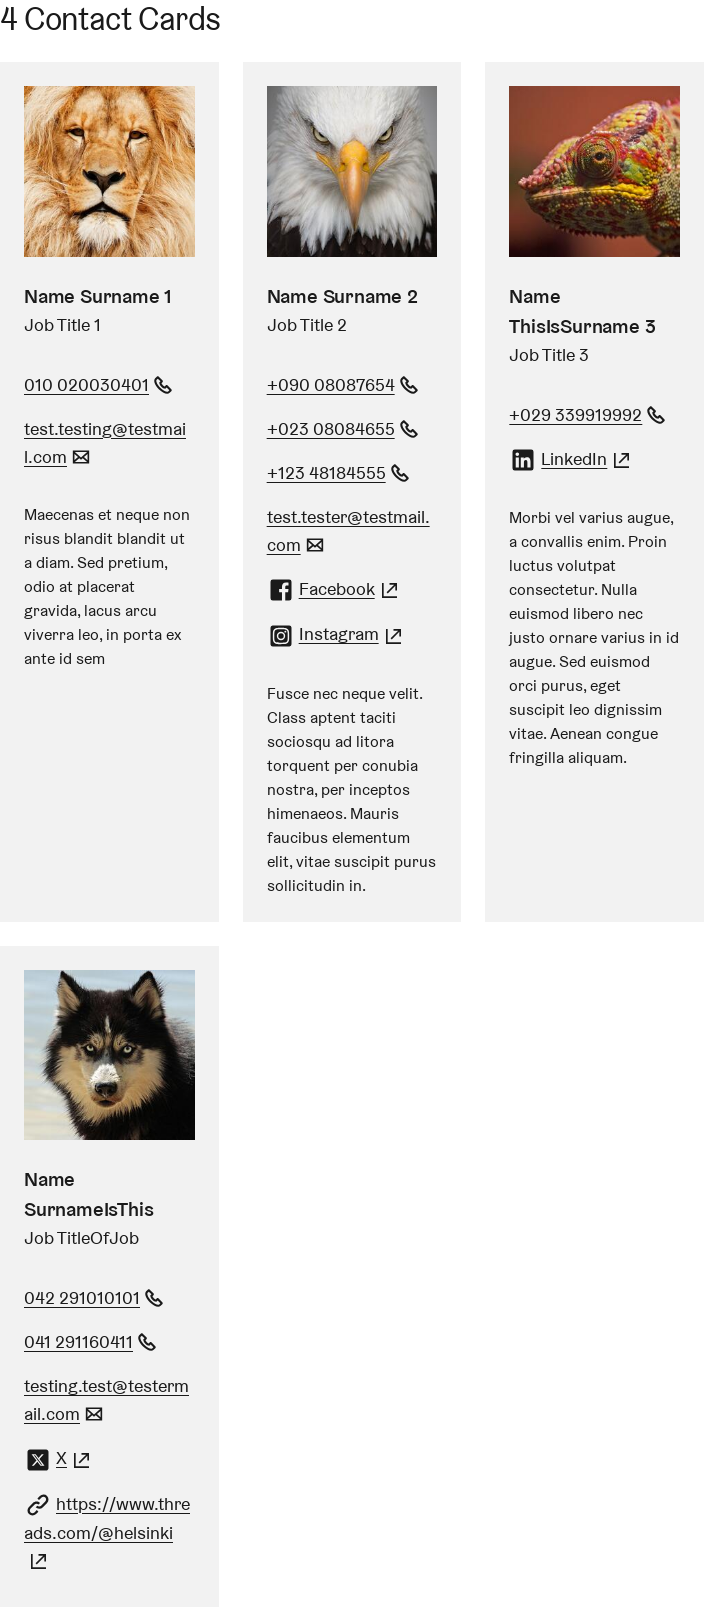 4 Contact Cards
Name Surname 1
Job Title 1
010 020030401
test.testing@testmai
l.com
Maecenas et neque non
risus blandit blandit ut
a diam. Sed pretium,
odio at placerat
gravida, lacus arcu
viverra leo, in porta ex
ante id sem
Name Surname 2
Job Title 2
+090 08087654
+023 08084655
+123 48184555
test.tester@testmail.
com
Facebook
Instagram
Fusce nec neque velit.
Class aptent taciti
sociosqu ad litora
torquent per conubia
nostra, per inceptos
himenaeos. Mauris
faucibus elementum
elit, vitae suscipit purus
sollicitudin in.
Name
ThisIsSurname 3
Job Title 3
+029 339919992
LinkedIn
Morbi vel varius augue,
a convallis enim. Proin
luctus volutpat
consectetur. Nulla
euismod libero nec
justo ornare varius in id
augue. Sed euismod
orci purus, eget
suscipit leo dignissim
vitae. Aenean congue
fringilla aliquam.
Name
SurnameIsThis
Job TitleOfJob
042 291010101
041 291160411
testing.test@testerm
ail.com
X
https://www.thre
ads.com/@helsinki